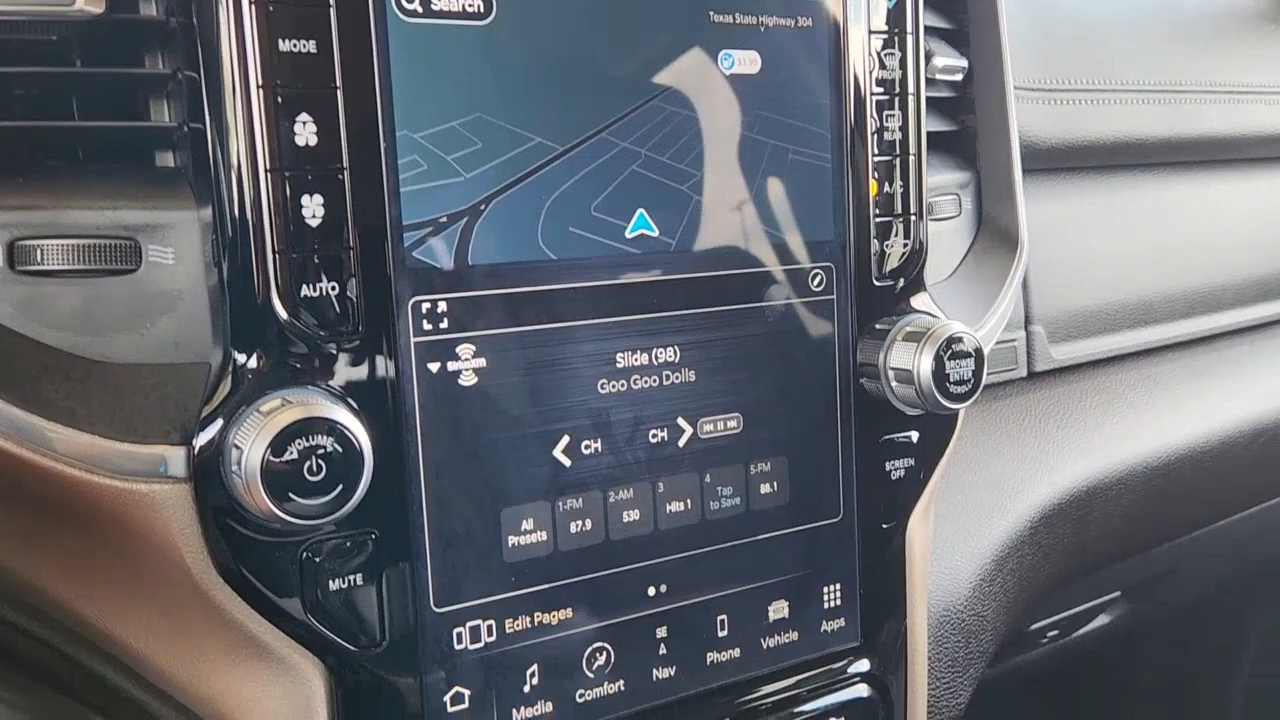 Search
Texas State Highway 304
$3.99
MODE
FRONT
REAR
A/C
AUTO
SiriusXM
Slide (98)
Goo Goo Dolls
CH
CH
TUNE
BROWSE
ENTER
SCROLL
VOLUME
SCREEN
OFF
All
Presets
1-FM
87.9
2-AM
530
3
Hits 1
4
Tap
to Save
5-FM
88.1
MUTE
Edit Pages
Media
Comfort
SE
A
Nav
Phone
Vehicle
Apps